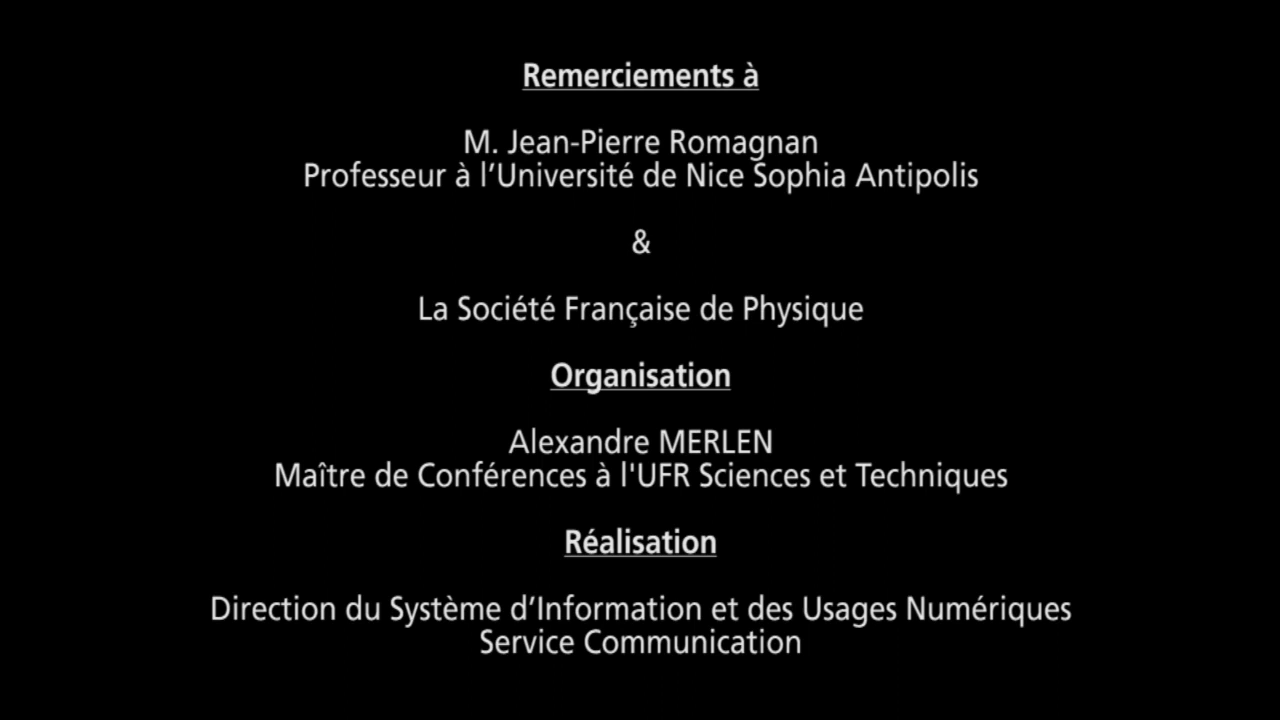 Remerciements à
M. Jean-Pierre Romagnan
Professeur à l’Université de Nice Sophia Antipolis
&
La Société Française de Physique
Organisation
Alexandre MERLEN
Maître de Conférences à l'UFR Sciences et Techniques
Réalisation
Direction du Système d’Information et des Usages Numériques
Service Communication